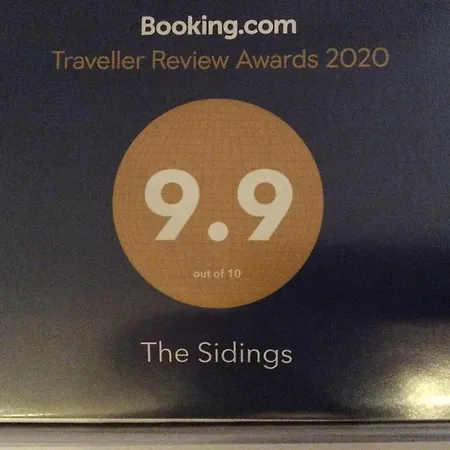 Booking.com
Traveller Review Awards 2020
9.9
out of 10
The Sidings